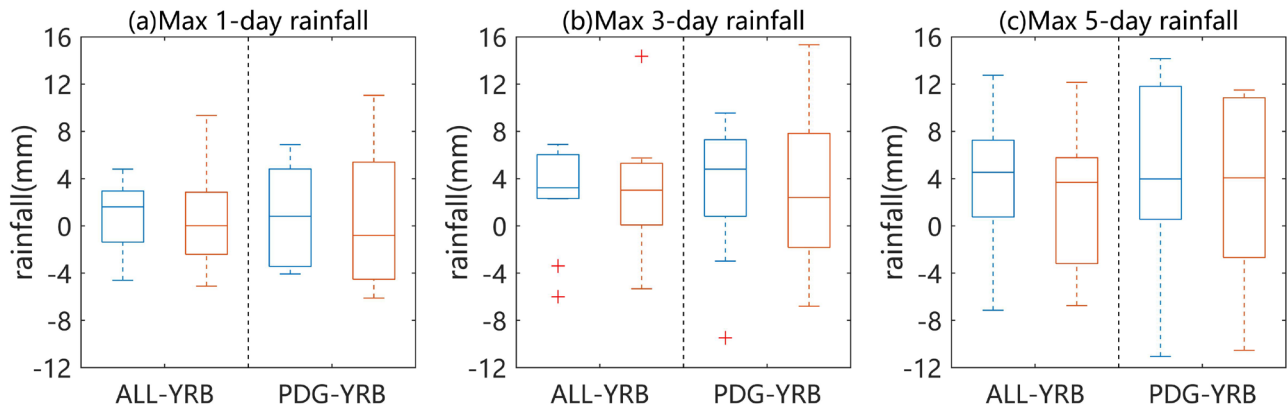 (a)Max 1-day rainfall
rainfall(mm)
16
12
8
4
0
-4
-8
-12
ALL-YRB
PDG-YRB
(b)Max 3-day rainfall
rainfall(mm)
16
12
8
4
0
-4
-8
-12
ALL-YRB
PDG-YRB
(c)Max 5-day rainfall
rainfall(mm)
16
12
8
4
0
-4
-8
-12
ALL-YRB
PDG-YRB